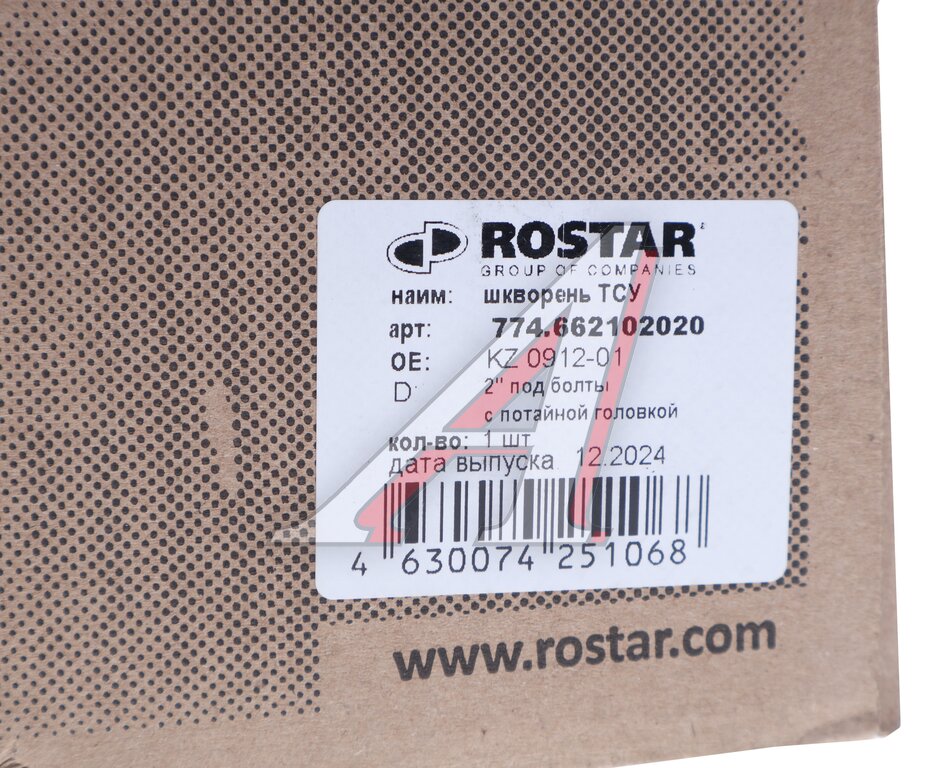 ROSTAR
GROUP OF COMPANIES
наим: шкворень ТСУ
арт: 774.662102020
OE: KZ 0912-01
D: 2" под болты
с потайной головкой
кол-во: 1 шт
дата выпуска 12.2024
4 630074 251068
www.rostar.com